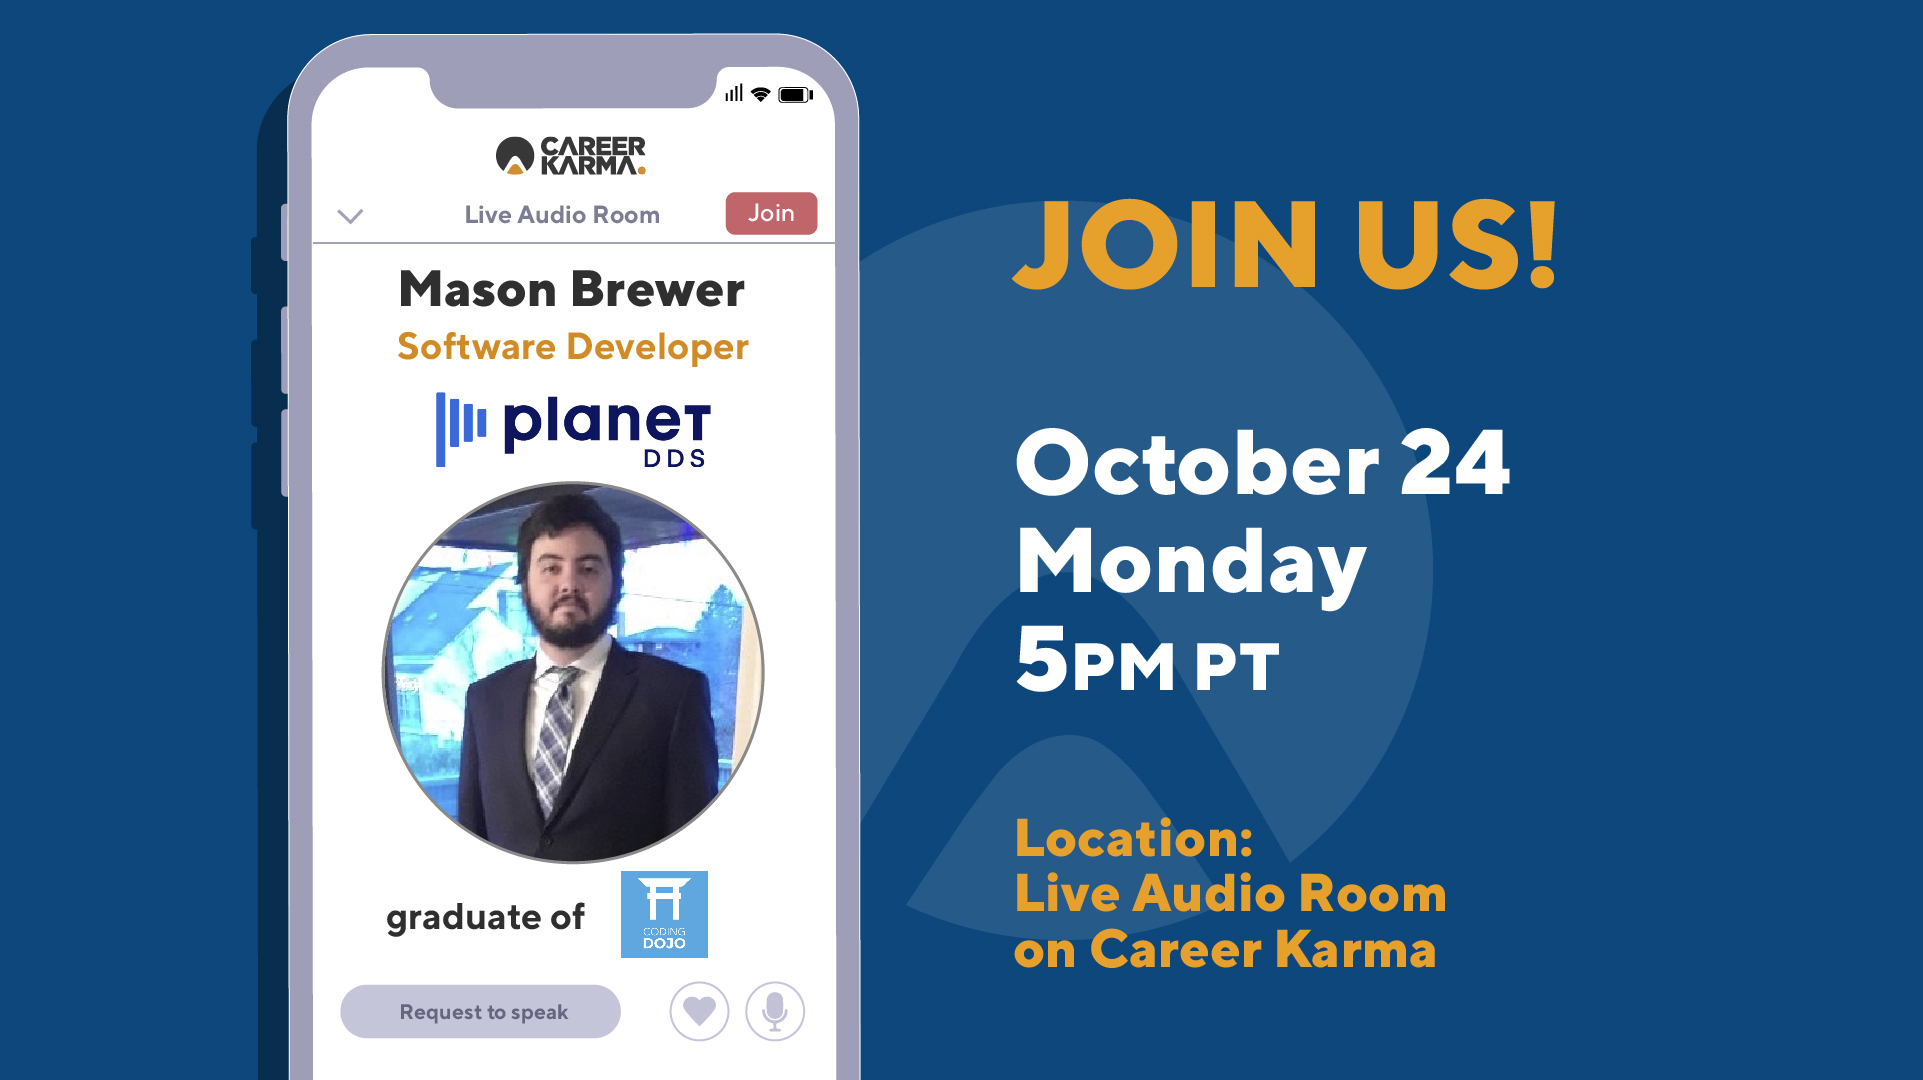 CAREER
KARMA.
Live Audio Room
Join
Mason Brewer
Software Developer
planet
DDS
graduate of
CODING
DOJO
Request to speak
JOIN US!
October 24
Monday
5PM PT
Location:
Live Audio Room
on Career Karma